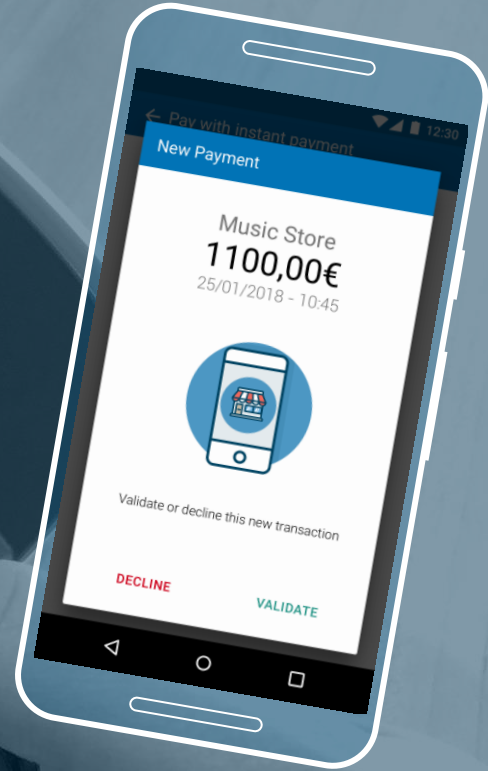 12:30
Pay with instant payment
New Payment
Music Store
1100,00€
25/01/2018 - 10:45
Validate or decline this new transaction
DECLINE
VALIDATE